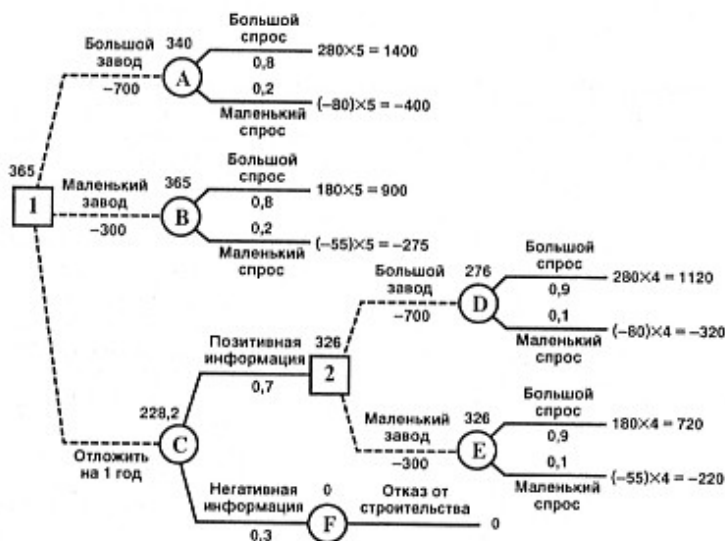 Большой
завод
−700
340
A
Большой
спрос
280×5 = 1400
0,8
0,2
(−80)×5 = −400
Маленький
спрос
365
1
Маленький
завод
−300
365
B
Большой
спрос
180×5 = 900
0,8
0,2
(−55)×5 = −275
Маленький
спрос
Отложить
на 1 год
228,2
C
Позитивная
информация
0,7
326
2
Большой
завод
−700
276
D
Большой
спрос
280×4 = 1120
0,9
0,1
(−80)×4 = −320
Маленький
спрос
Маленький
завод
−300
326
E
Большой
спрос
180×4 = 720
0,9
0,1
(−55)×4 = −220
Маленький
спрос
Негативная
информация
0,3
0
F
Отказ от
строительства
0